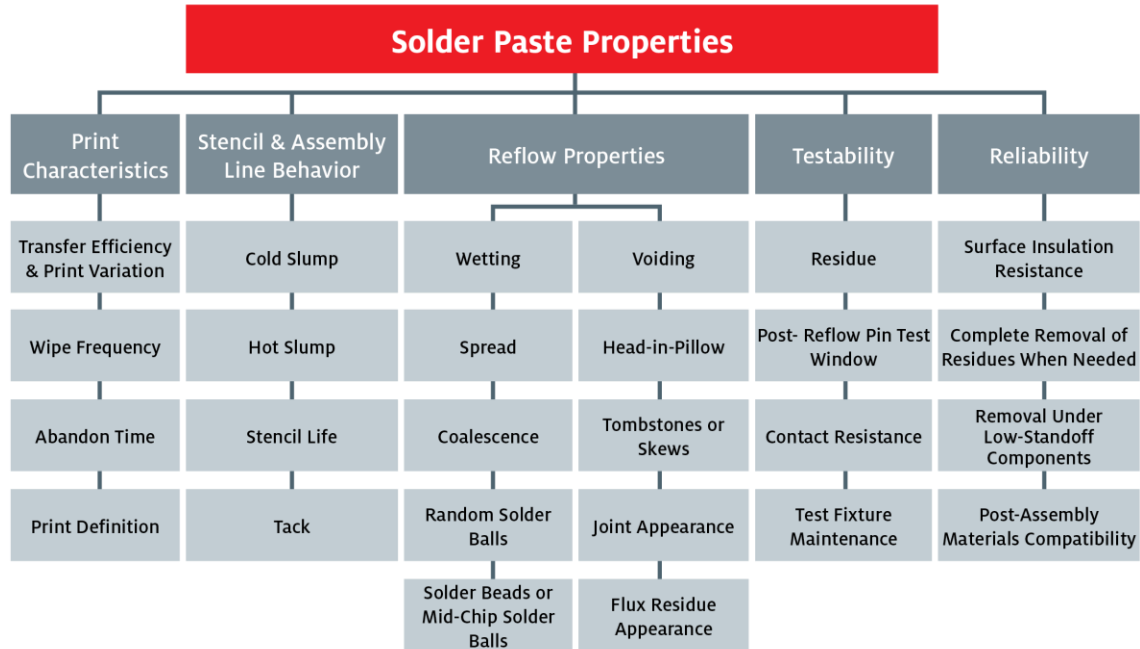 Solder Paste Properties
Print
Characteristics
Stencil & Assembly
Line Behavior
Reflow Properties
Testability
Reliability
Transfer Efficiency
& Print Variation
Cold Slump
Wetting
Voiding
Residue
Surface Insulation
Resistance
Wipe Frequency
Hot Slump
Spread
Head-in-Pillow
Post- Reflow Pin Test
Window
Complete Removal of
Residues When Needed
Abandon Time
Stencil Life
Coalescence
Tombstones or
Skews
Contact Resistance
Removal Under
Low-Standoff
Components
Print Definition
Tack
Random Solder
Balls
Joint Appearance
Test Fixture
Maintenance
Post-Assembly
Materials Compatibility
Solder Beads or
Mid-Chip Solder
Balls
Flux Residue
Appearance